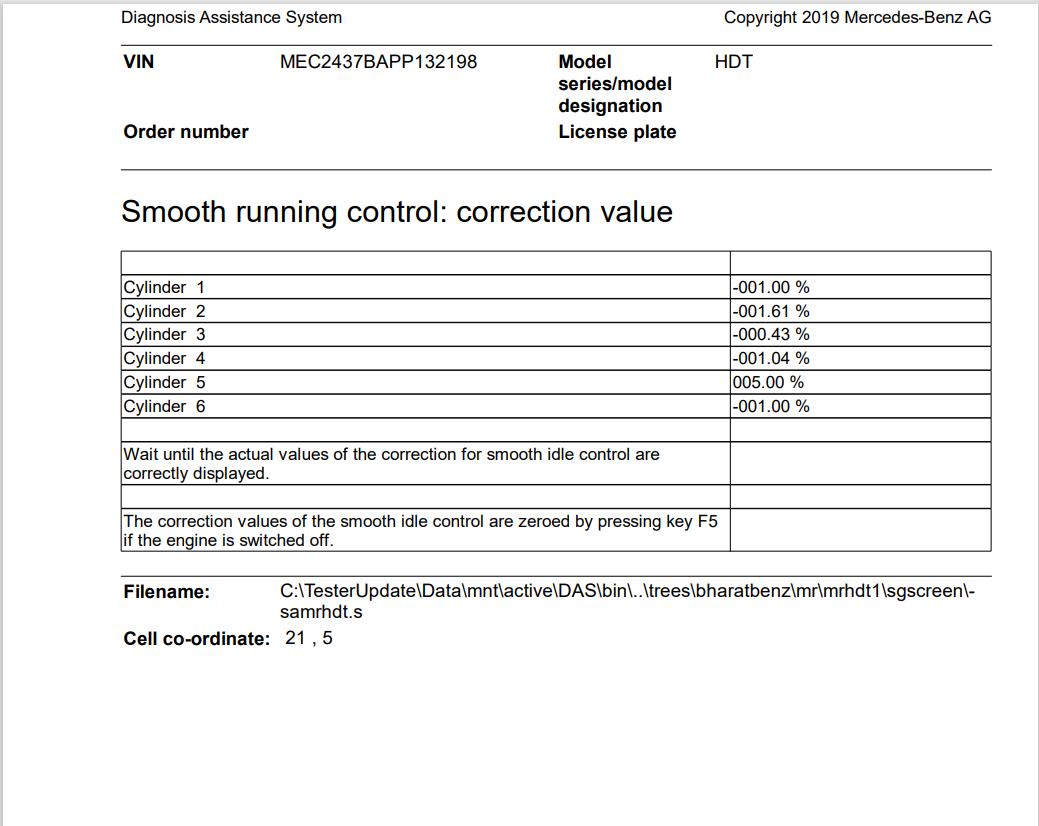 Diagnosis Assistance System Copyright 2019 Mercedes-Benz AG
VIN MEC2437BAPP132198 Model series/model designation HDT
Order number License plate
Smooth running control: correction value
Cylinder 1 -001.00 %
Cylinder 2 -001.61 %
Cylinder 3 -000.43 %
Cylinder 4 -001.04 %
Cylinder 5 005.00 %
Cylinder 6 -001.00 %
Wait until the actual values of the correction for smooth idle control are
correctly displayed.
The correction values of the smooth idle control are zeroed by pressing key F5
if the engine is switched off.
Filename: C:\TesterUpdate\Data\mnt\active\DAS\bin\..\trees\bharatbenz\mr\mrhdt1\sgscreen\-
samrhdt.s
Cell co-ordinate: 21 , 5